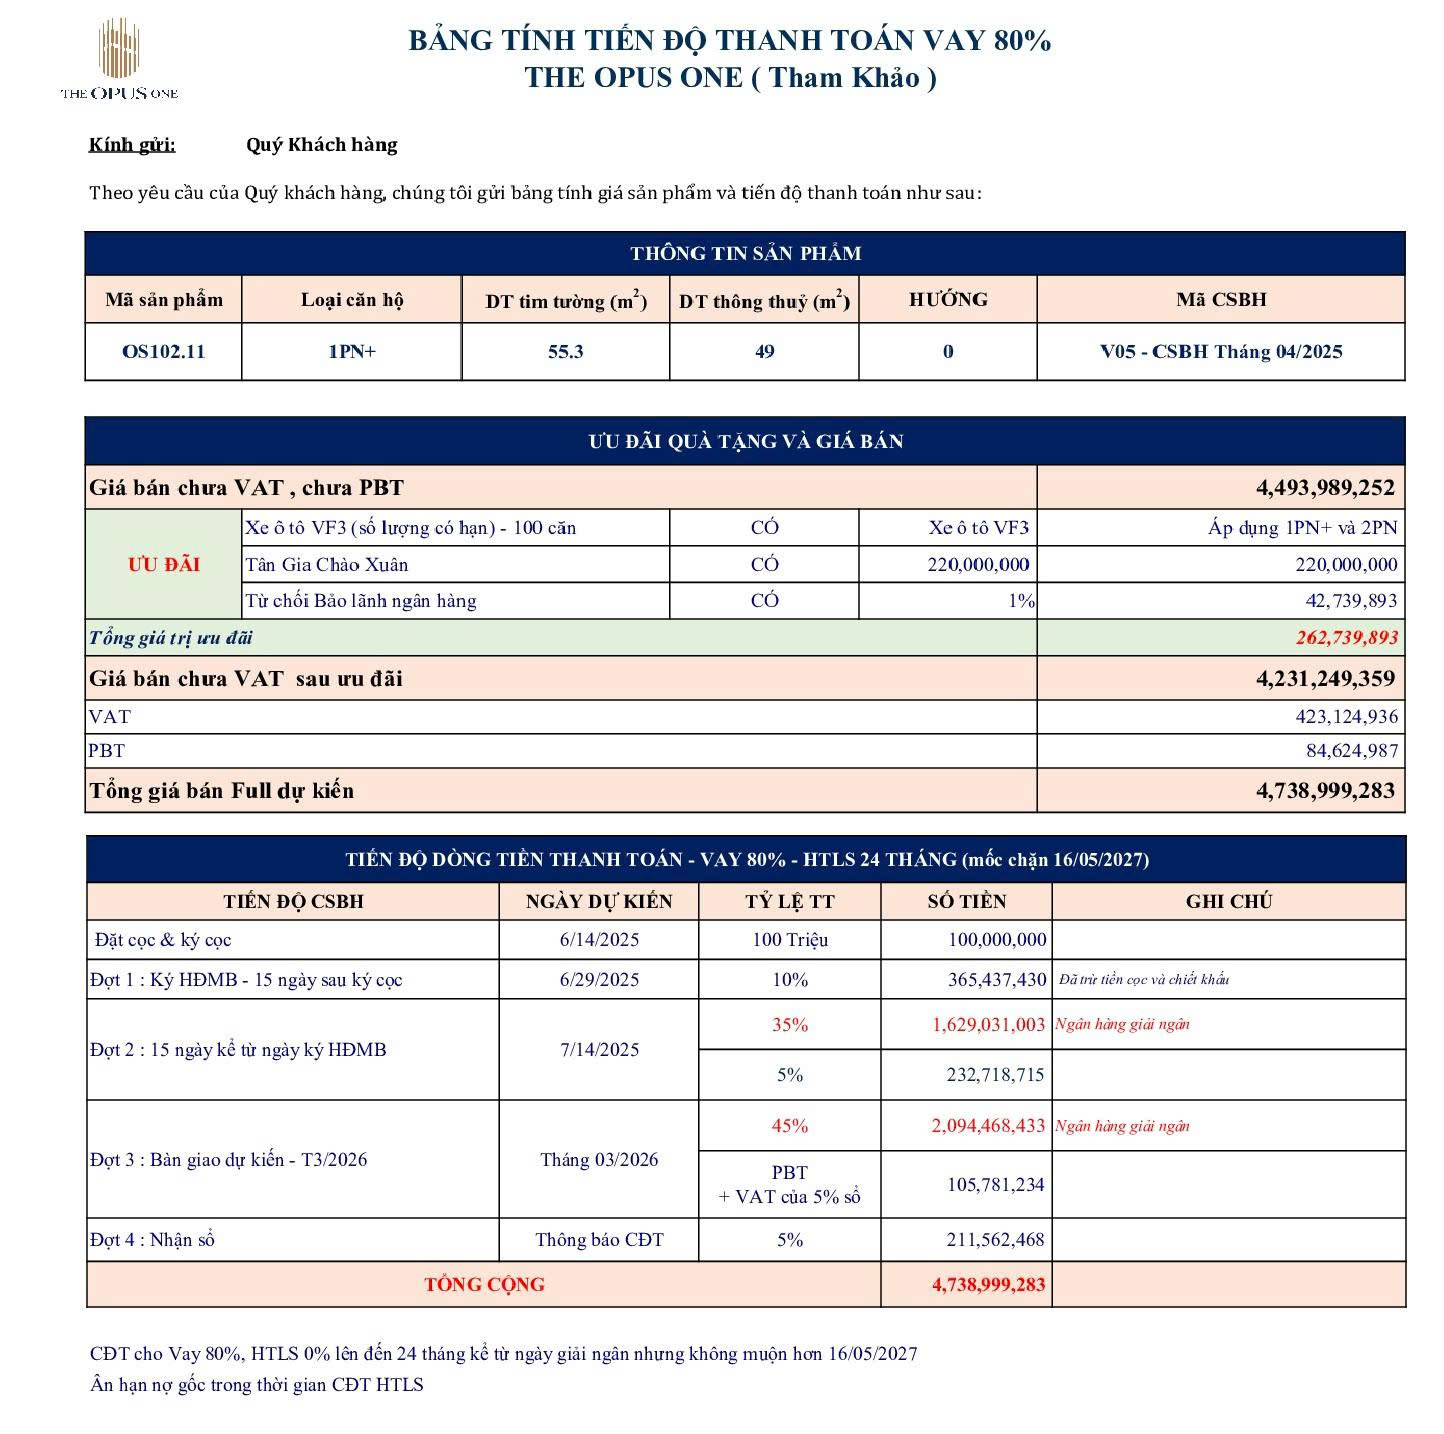 THE OPUS ONE
BẢNG TÍNH TIẾN ĐỘ THANH TOÁN VAY 80%
THE OPUS ONE ( Tham Khảo )
Kính gửi: Quý Khách hàng
Theo yêu cầu của Quý khách hàng, chúng tôi gửi bảng tính giá sản phẩm và tiến độ thanh toán như sau:
THÔNG TIN SẢN PHẨM
Mã sản phẩm Loại căn hộ DT tim tường (m²) DT thông thuỷ (m²) HƯỚNG Mã CSBH
OS102.11 1PN+ 55.3 49 0 V05 - CSBH Tháng 04/2025
ƯU ĐÃI QUÀ TẶNG VÀ GIÁ BÁN
Giá bán chưa VAT , chưa PBT 4,493,989,252
ƯU ĐÃI
Xe ô tô VF3 (số lượng có hạn) - 100 căn CÓ Xe ô tô VF3 Áp dụng 1PN+ và 2PN
Tân Gia Chào Xuân CÓ 220,000,000 220,000,000
Từ chối Bảo lãnh ngân hàng CÓ 1% 42,739,893
Tổng giá trị ưu đãi 262,739,893
Giá bán chưa VAT sau ưu đãi 4,231,249,359
VAT 423,124,936
PBT 84,624,987
Tổng giá bán Full dự kiến 4,738,999,283
TIẾN ĐỘ DÒNG TIỀN THANH TOÁN - VAY 80% - HTLS 24 THÁNG (mốc chặn 16/05/2027)
TIẾN ĐỘ CSBH NGÀY DỰ KIẾN TỶ LỆ TT SỐ TIỀN GHI CHÚ
Đặt cọc & ký cọc 6/14/2025 100 Triệu 100,000,000
Đợt 1 : Ký HĐMB - 15 ngày sau ký cọc 6/29/2025 10% 365,437,430 Đã trừ tiền cọc và chiết khấu
Đợt 2 : 15 ngày kể từ ngày ký HĐMB 7/14/2025 35% 1,629,031,003 Ngân hàng giải ngân
5% 232,718,715
Đợt 3 : Bàn giao dự kiến - T3/2026 Tháng 03/2026 45% 2,094,468,433 Ngân hàng giải ngân
PBT
+ VAT của 5% sổ 105,781,234
Đợt 4 : Nhận sổ Thông báo CĐT 5% 211,562,468
TỔNG CỘNG 4,738,999,283
CĐT cho Vay 80%, HTLS 0% lên đến 24 tháng kể từ ngày giải ngân nhưng không muộn hơn 16/05/2027
Ân hạn nợ gốc trong thời gian CĐT HTLS